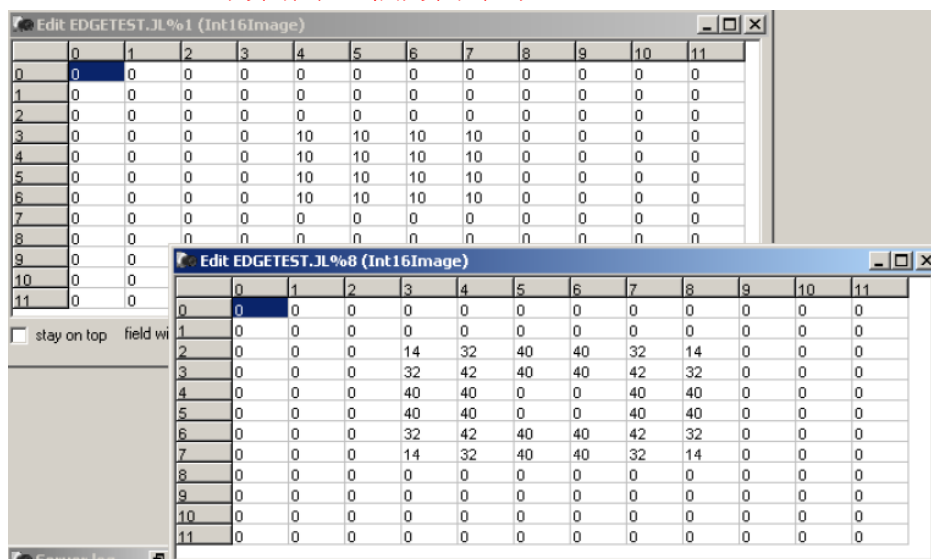 Edit EDGETEST.JL%1 (Int16Image)
0 1 2 3 4 5 6 7 8 9 10 11
0 0 0 0 0 0 0 0 0 0 0 0 0
1 0 0 0 0 0 0 0 0 0 0 0 0
2 0 0 0 0 0 0 0 0 0 0 0 0
3 0 0 0 0 10 10 10 10 0 0 0 0
4 0 0 0 0 10 10 10 10 0 0 0 0
5 0 0 0 0 10 10 10 10 0 0 0 0
6 0 0 0 0 10 10 10 10 0 0 0 0
7 0 0 0 0 0 0 0 0 0 0 0 0
8 0 0 0 0 0 0 0 0 0 0 0 0
9 0 0
10 0 0
11 0 0
stay on top field wi
Edit EDGETEST.JL%8 (Int16Image)
0 1 2 3 4 5 6 7 8 9 10 11
0 0 0 0 0 0 0 0 0 0 0 0 0
1 0 0 0 0 0 0 0 0 0 0 0 0
2 0 0 0 14 32 40 40 32 14 0 0 0
3 0 0 0 32 42 40 40 42 32 0 0 0
4 0 0 0 40 40 0 0 40 40 0 0 0
5 0 0 0 40 40 0 0 40 40 0 0 0
6 0 0 0 32 42 40 40 42 32 0 0 0
7 0 0 0 14 32 40 40 32 14 0 0 0
8 0 0 0 0 0 0 0 0 0 0 0 0
9 0 0 0 0 0 0 0 0 0 0 0 0
10 0 0 0 0 0 0 0 0 0 0 0 0
11 0 0 0 0 0 0 0 0 0 0 0 0